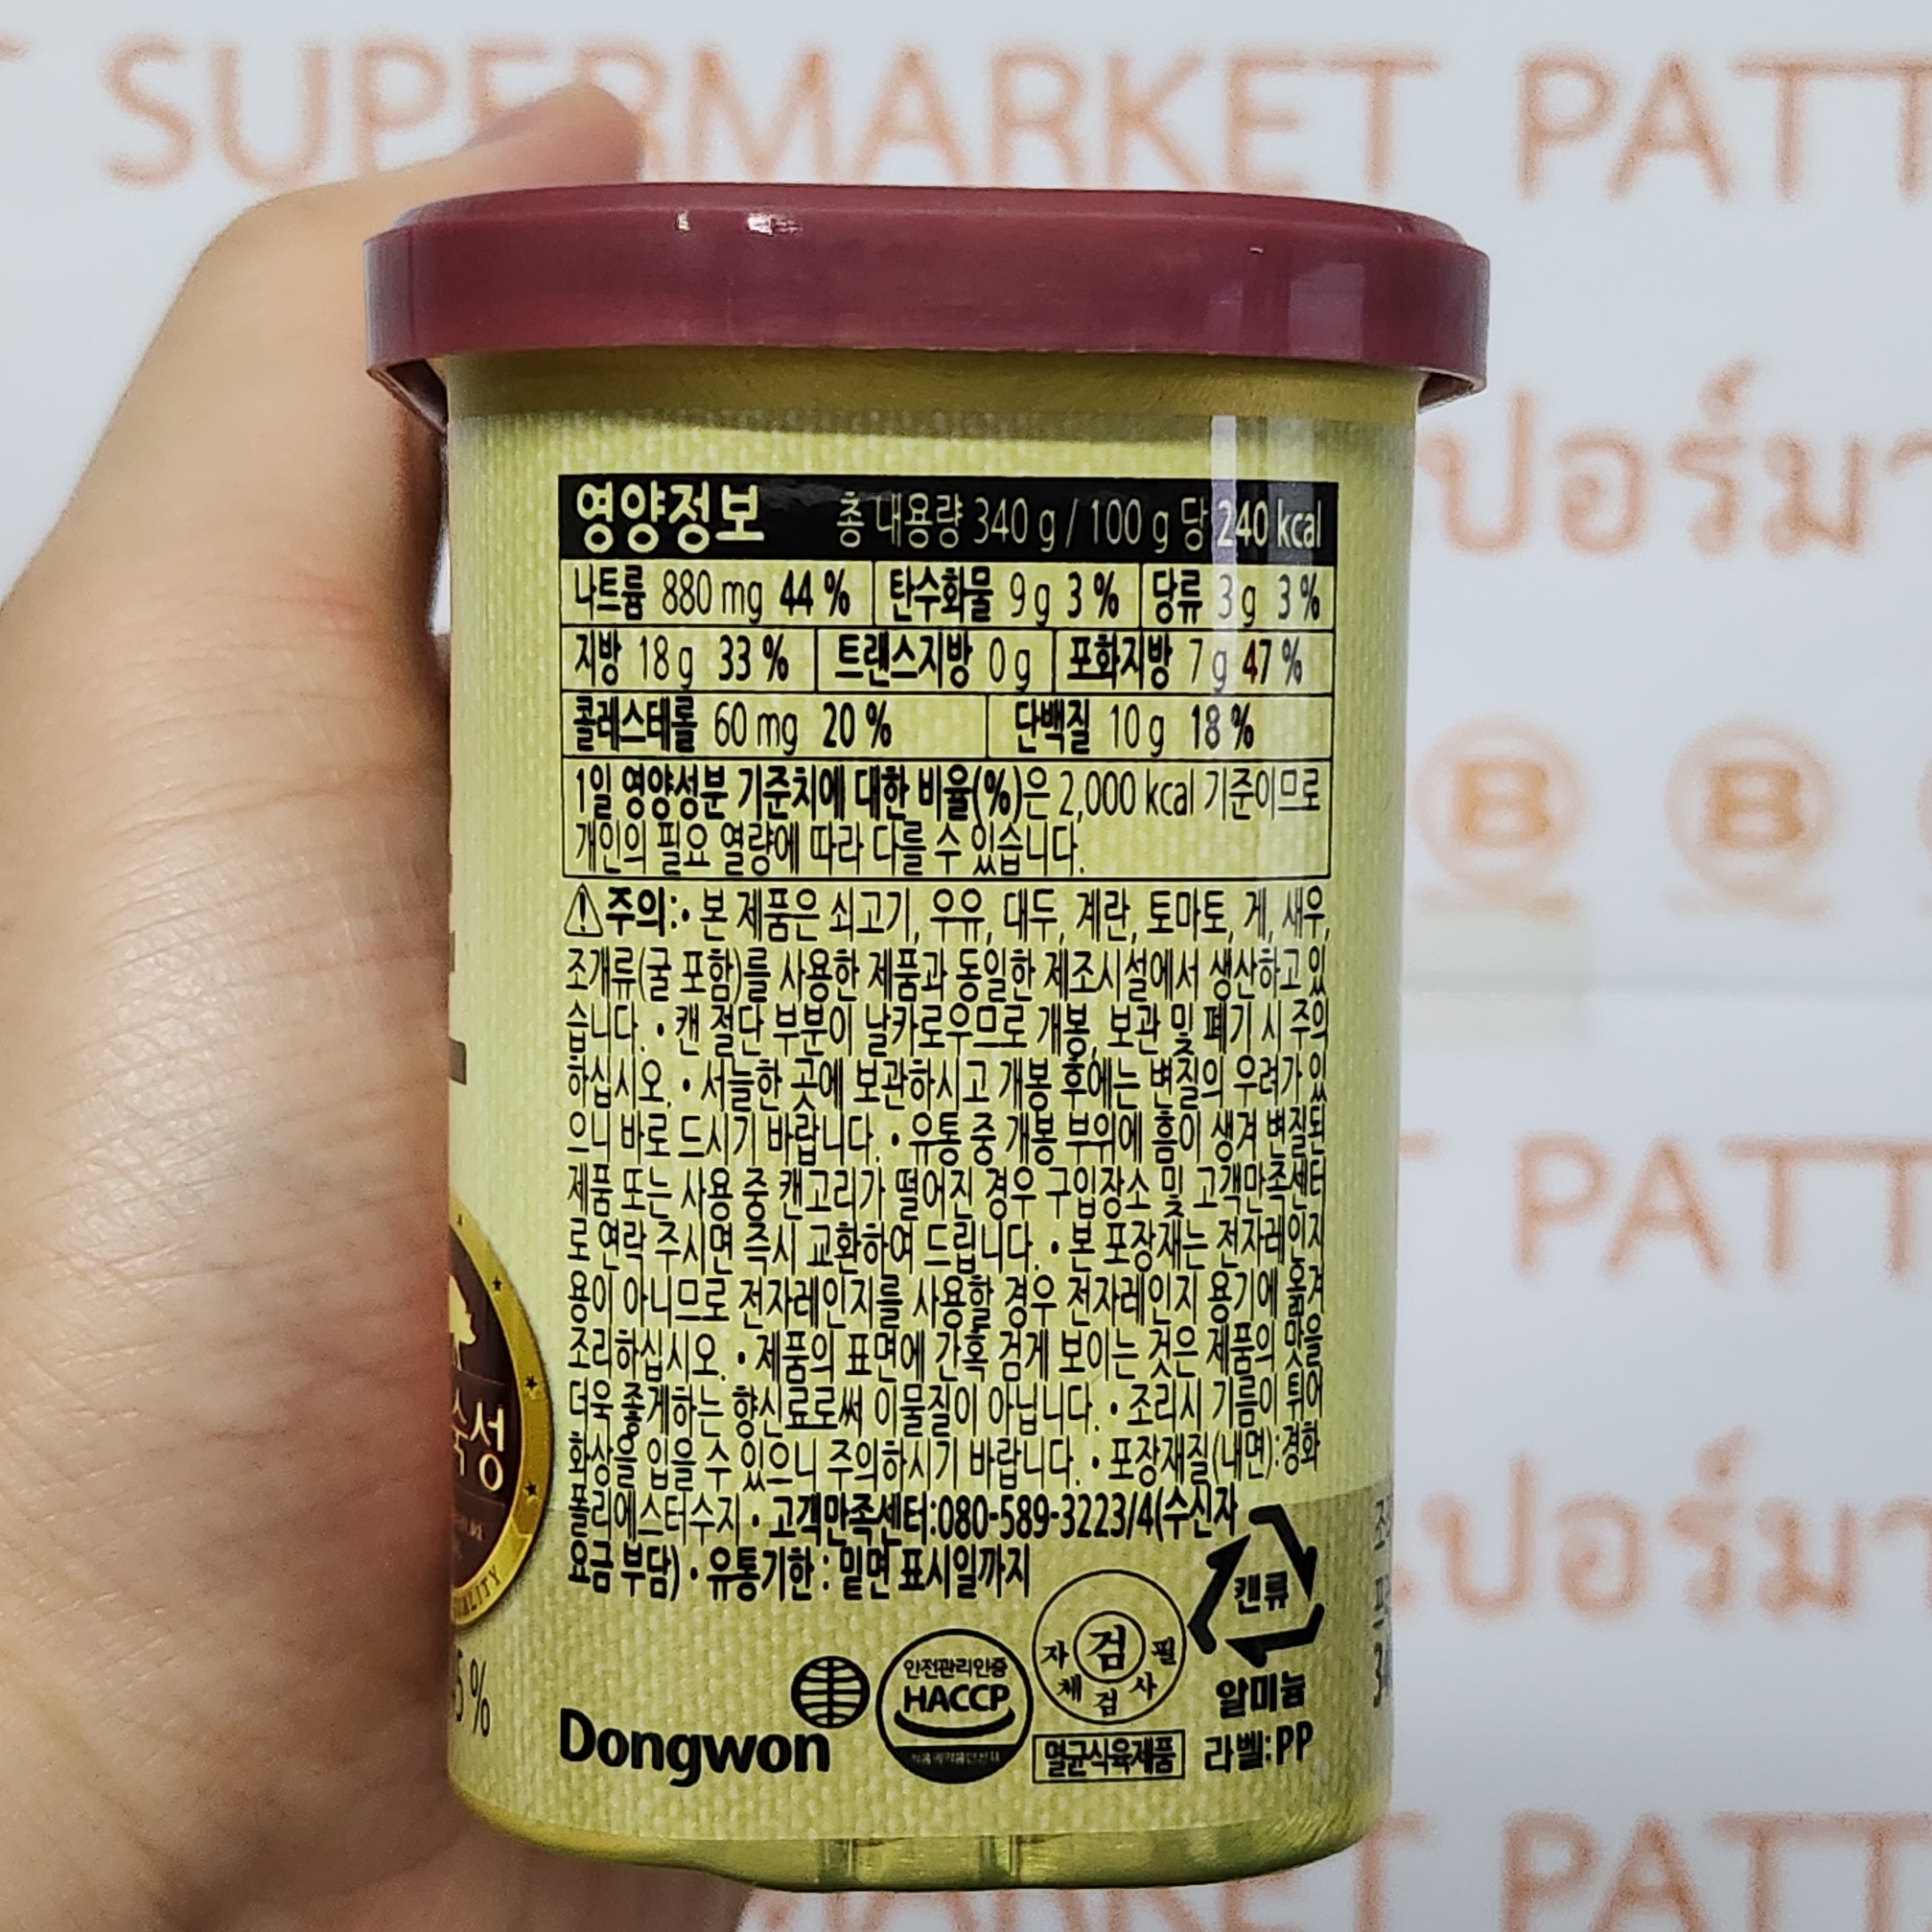 SUPERMARKET PATT
영양정보 총 내용량 340 g / 100 g 당 240 kcal
나트륨 880 mg 44 % 탄수화물 9 g 3 % 당류 3 g 3 %
지방 18 g 33 % 트랜스지방 0 g 포화지방 7 g 47 %
콜레스테롤 60 mg 20 % 단백질 10 g 18 %
1일 영양성분 기준치에 대한 비율(%)은 2,000 kcal 기준이므로
개인의 필요 열량에 따라 다를 수 있습니다.
주의: • 본 제품은 쇠고기, 우유, 대두, 계란, 토마토, 게, 새우,
조개류(굴 포함)를 사용한 제품과 동일한 제조시설에서 생산하고 있
습니다. • 캔 절단 부분이 날카로우므로 개봉, 보관 및 폐기 시 주의
하십시오. • 서늘한 곳에 보관하시고 개봉 후에는 변질의 우려가 있
으니 바로 드시기 바랍니다. • 유통 중 개봉 부위에 흠이 생겨 변질된
제품 또는 사용 중 캔고리가 떨어진 경우 구입장소 및 고객만족센터
로 연락 주시면 즉시 교환하여 드립니다. • 본 포장재는 전자레인지
용이 아니므로 전자레인지를 사용할 경우 전자레인지 용기에 옮겨
조리하십시오. • 제품의 표면에 간혹 검게 보이는 것은 제품의 맛을
더욱 좋게하는 향신료로써 이물질이 아닙니다. • 조리시 기름이 튀어
화상을 입을 수 있으니 주의하시기 바랍니다. • 포장재질(내면):경화
폴리에스터수지 • 고객만족센터:080-589-3223/4(수신자
요금 부담) • 유통기한 : 밑면 표시일까지
숙성
캔류
알미늄
라벨:PP
자체검사필
검
멸균식육제품
안전관리인증
HACCP
Dongwon
ปอร์มา
B B
PATT
ปอร์มา
MARKET PATT